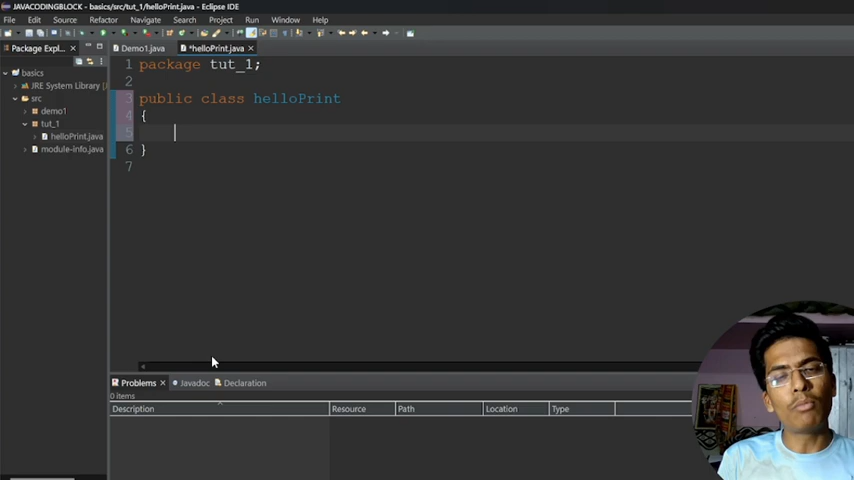 JAVACODINGBLOCK - basics/src/tut_1/helloPrint.java - Eclipse IDE
File Edit Source Refactor Navigate Search Project Run Window Help
Package Expl...
Demo1.java
*helloPrint.java
basics
JRE System Library [
src
demo1
tut_1
helloPrint.java
module-info.java
1 package tut_1;
2
3 public class helloPrint
4 {
5
6 }
7
Problems Javadoc Declaration
0 items
Description Resource Path Location Type